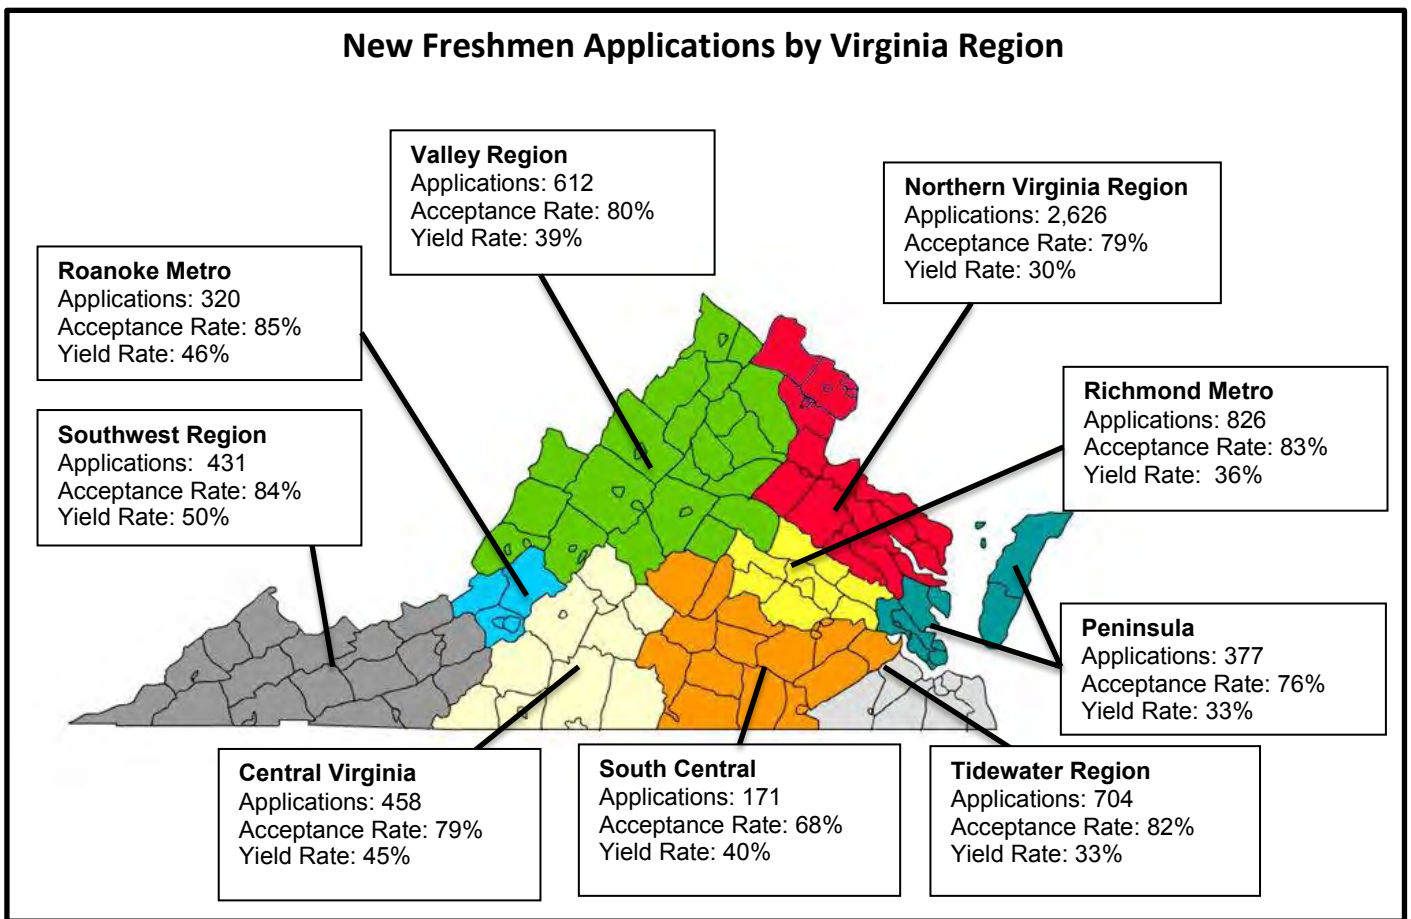 New Freshmen Applications by Virginia Region
Valley Region
Applications: 612
Acceptance Rate: 80%
Yield Rate: 39%
Northern Virginia Region
Applications: 2,626
Acceptance Rate: 79%
Yield Rate: 30%
Roanoke Metro
Applications: 320
Acceptance Rate: 85%
Yield Rate: 46%
Richmond Metro
Applications: 826
Acceptance Rate: 83%
Yield Rate: 36%
Southwest Region
Applications: 431
Acceptance Rate: 84%
Yield Rate: 50%
Peninsula
Applications: 377
Acceptance Rate: 76%
Yield Rate: 33%
Central Virginia
Applications: 458
Acceptance Rate: 79%
Yield Rate: 45%
South Central
Applications: 171
Acceptance Rate: 68%
Yield Rate: 40%
Tidewater Region
Applications: 704
Acceptance Rate: 82%
Yield Rate: 33%